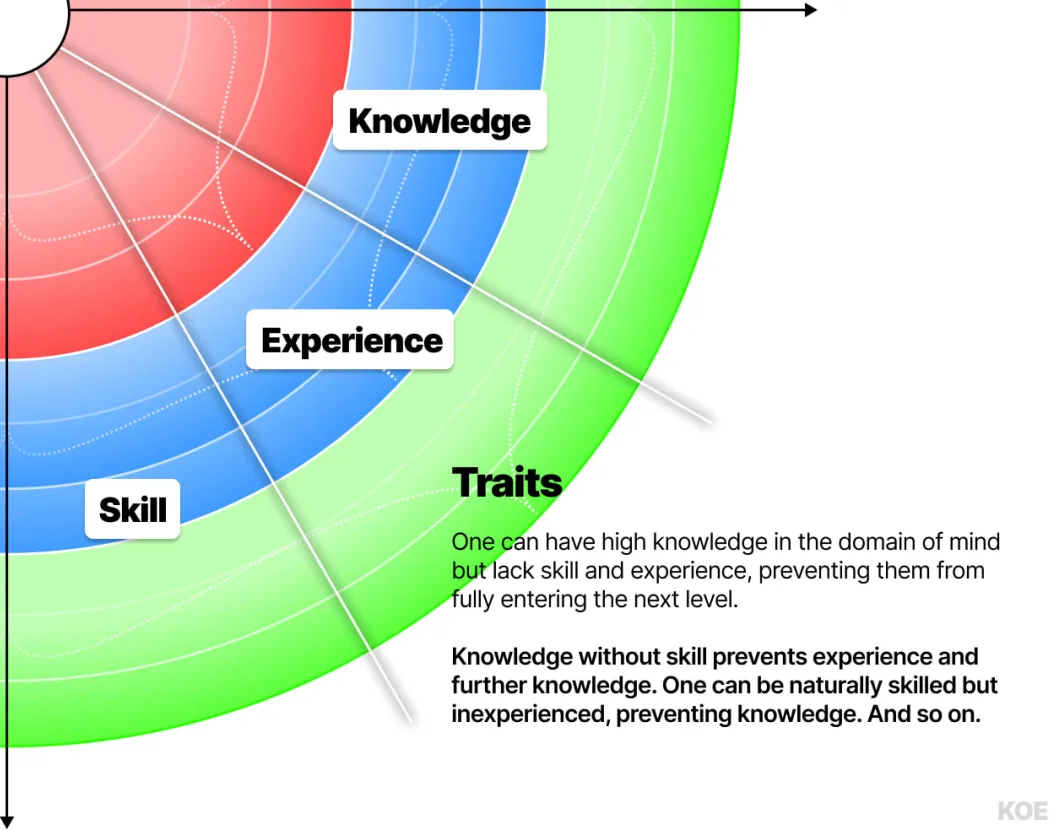 Knowledge
Experience
Skill
Traits
One can have high knowledge in the domain of mind
but lack skill and experience, preventing them from
fully entering the next level.
Knowledge without skill prevents experience and
further knowledge. One can be naturally skilled but
inexperienced, preventing knowledge. And so on.
KOE